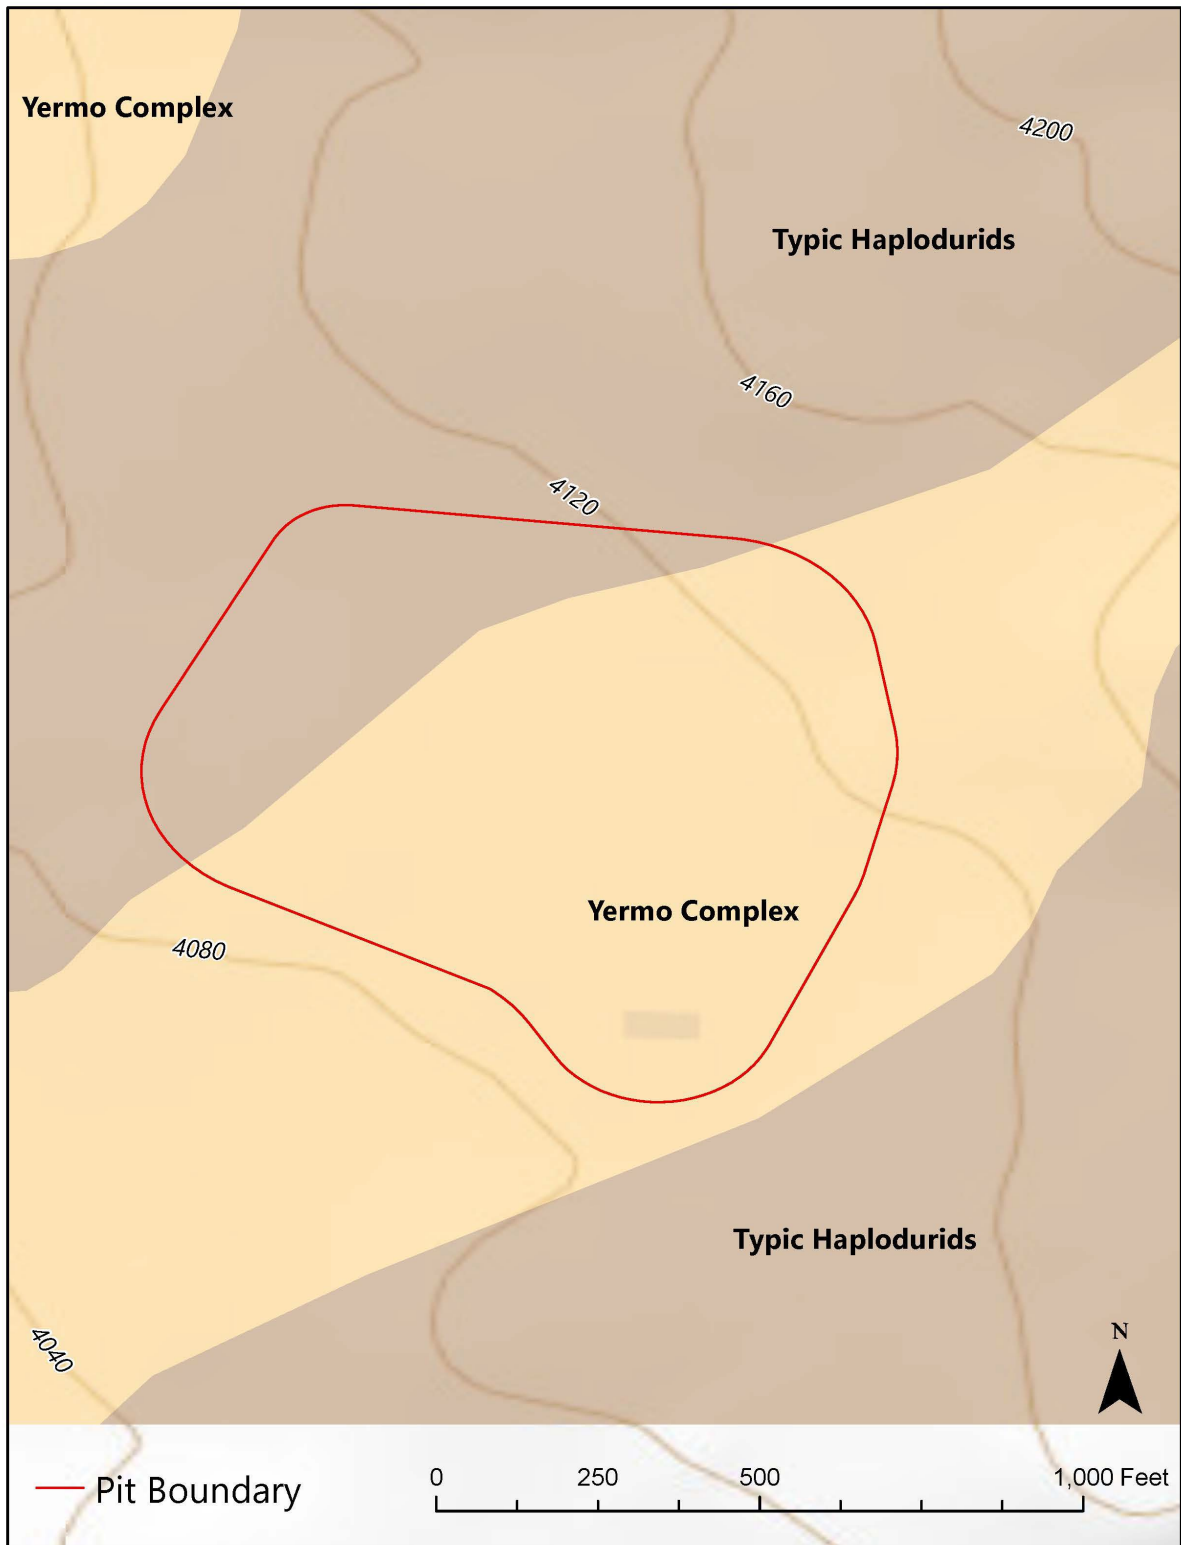 Yermo Complex
4200
Typic Haplodurids
4160
4120
Yermo Complex
4080
Typic Haplodurids
N
4040
0 250 500 1,000 Feet
Pit Boundary